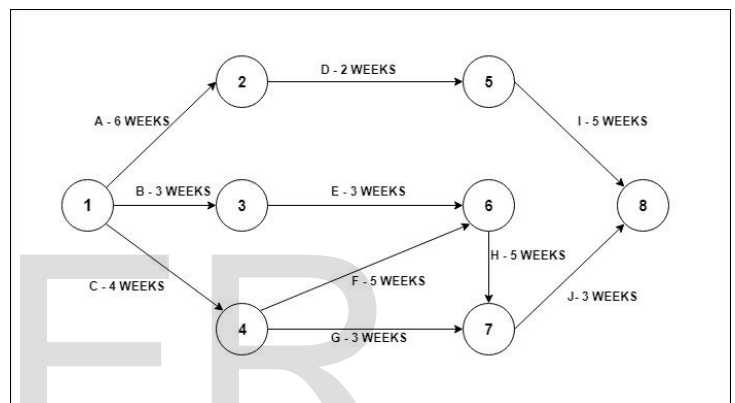 2
D - 2 WEEKS
5
A - 6 WEEKS
I - 5 WEEKS
1
B - 3 WEEKS
3
E - 3 WEEKS
6
8
C - 4 WEEKS
F - 5 WEEKS
H - 5 WEEKS
J- 3 WEEKS
4
G - 3 WEEKS
7
ER